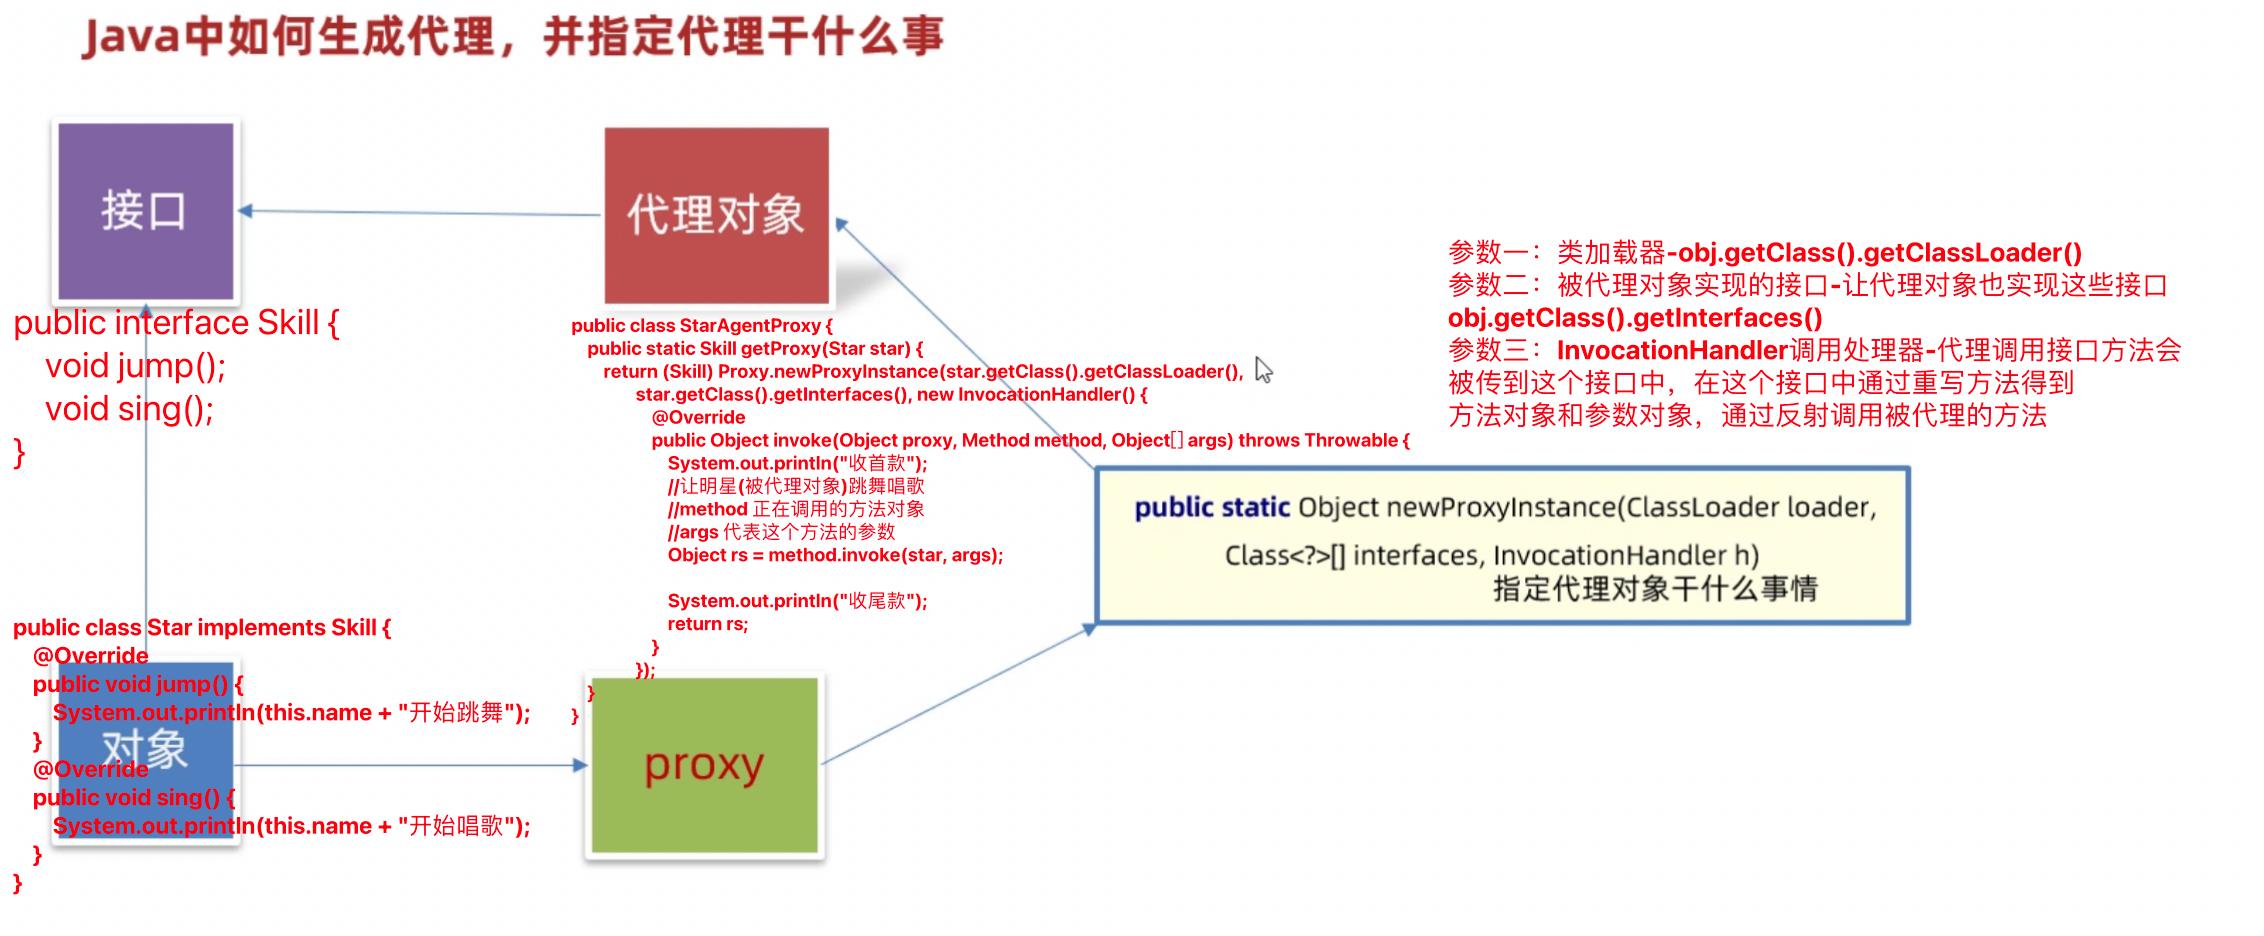 Java中如何生成代理，并指定代理干什么事
接口
代理对象
public interface Skill {
void jump();
void sing();
}
public class StarAgentProxy {
public static Skill getProxy(Star star) {
return (Skill) Proxy.newProxyInstance(star.getClass().getClassLoader(),
star.getClass().getInterfaces(), new InvocationHandler() {
@Override
public Object invoke(Object proxy, Method method, Object[] args) throws Throwable {
System.out.println("收首款");
//让明星(被代理对象)跳舞唱歌
//method 正在调用的方法对象
//args 代表这个方法的参数
Object rs = method.invoke(star, args);
System.out.println("收尾款");
return rs;
}
});
}
}
参数一：类加载器-obj.getClass().getClassLoader()
参数二：被代理对象实现的接口-让代理对象也实现这些接口
obj.getClass().getInterfaces()
参数三：InvocationHandler调用处理器-代理调用接口方法会
被传到这个接口中，在这个接口中通过重写方法得到
方法对象和参数对象，通过反射调用被代理的方法
public static Object newProxyInstance(ClassLoader loader,
Class<?>[] interfaces, InvocationHandler h)
指定代理对象干什么事情
public class Star implements Skill {
@Override
public void jump() {
System.out.println(this.name + "开始跳舞");
}
@Override
public void sing() {
System.out.println(this.name + "开始唱歌");
}
}
对象
proxy